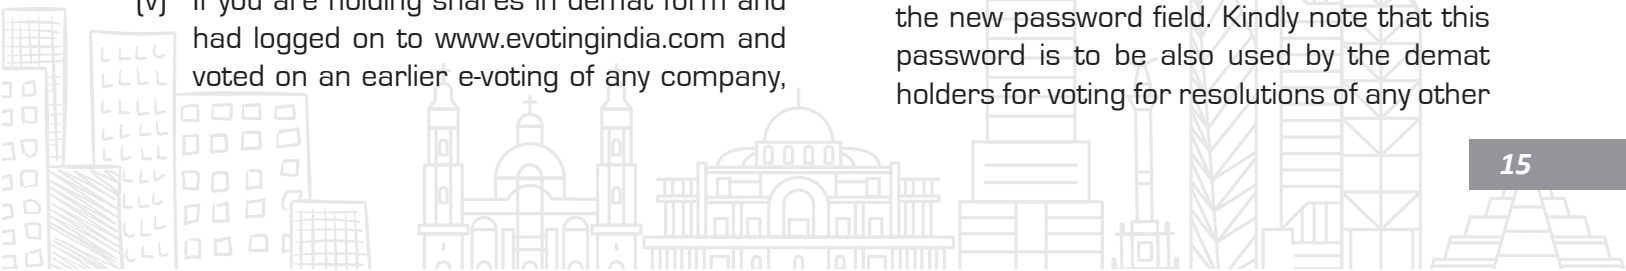 (v) If you are holding shares in demat form and
had logged on to www.evotingindia.com and
voted on an earlier e-voting of any company,
the new password field. Kindly note that this
password is to be also used by the demat
holders for voting for resolutions of any other
15